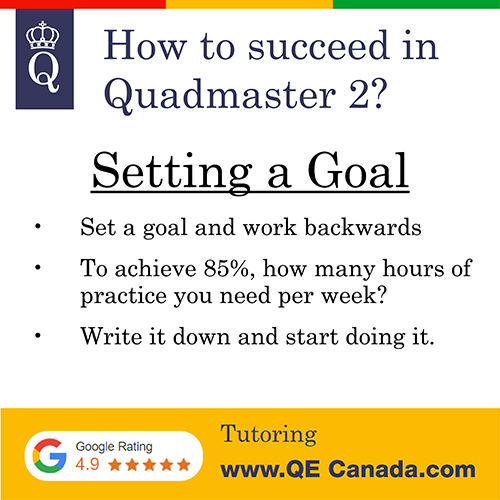 Q
How to succeed in
Quadmaster 2?
Setting a Goal
• Set a goal and work backwards
• To achieve 85%, how many hours of
practice you need per week?
• Write it down and start doing it.
G
Google Rating
4.9
Tutoring
www.QE Canada.com